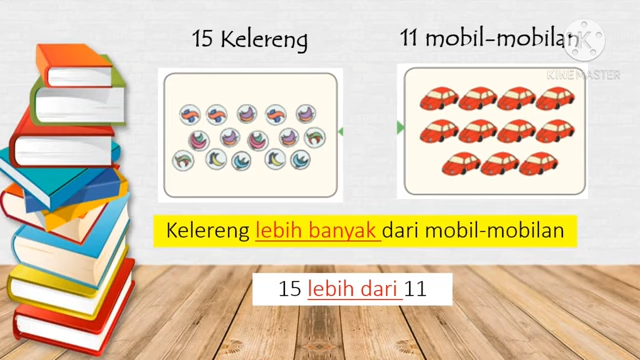 15 Kelereng
11 mobil-mobilan
KINEMASTER
Kelereng lebih banyak dari mobil-mobilan
15 lebih dari 11